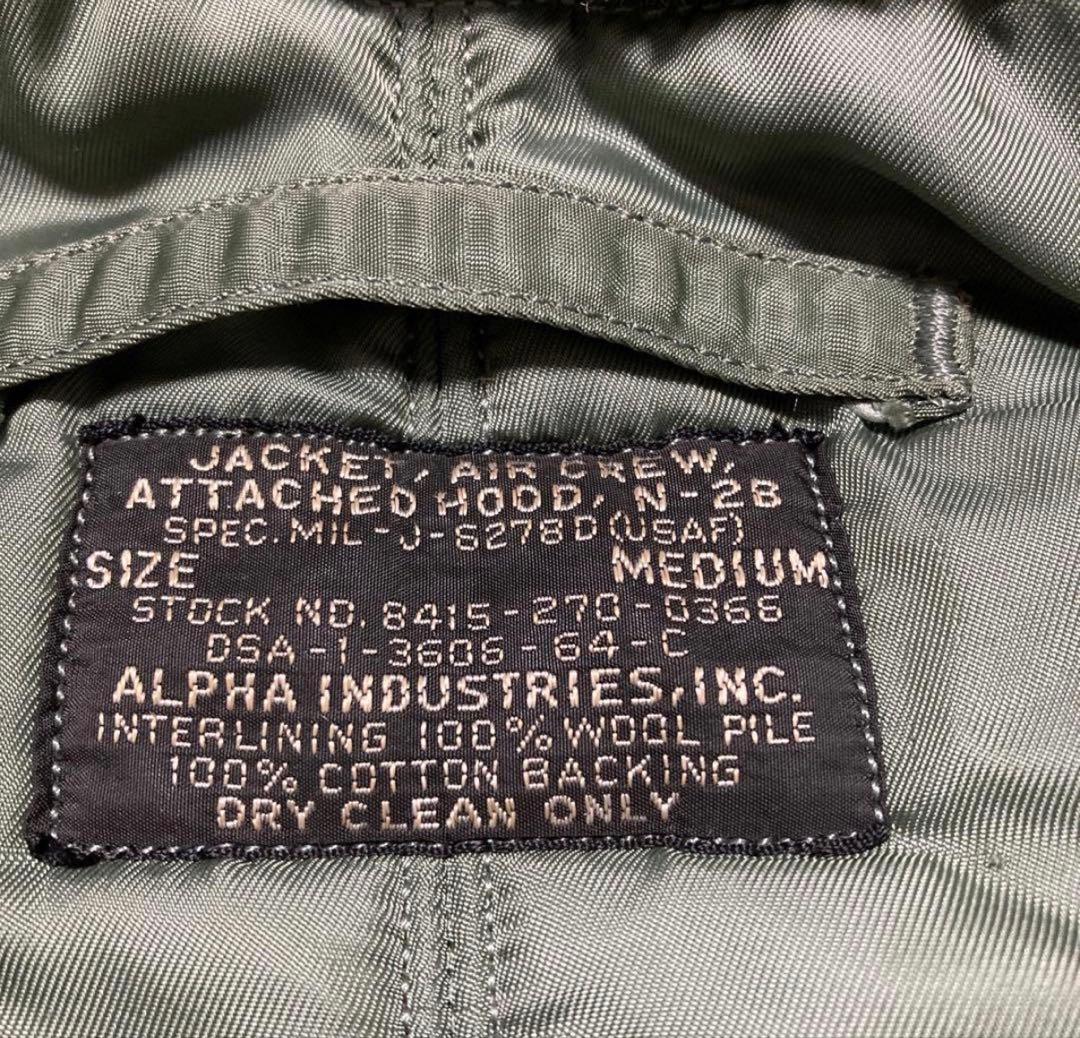 JACKET, AIR CREW,
ATTACHED HOOD, N-2B
SPEC. MIL-J-6278D (USAF)
SIZE MEDIUM
STOCK NO. 8415-270-0366
DSA-1-3606-64-C
ALPHA INDUSTRIES, INC.
INTERLINING 100% WOOL PILE
100% COTTON BACKING
DRY CLEAN ONLY